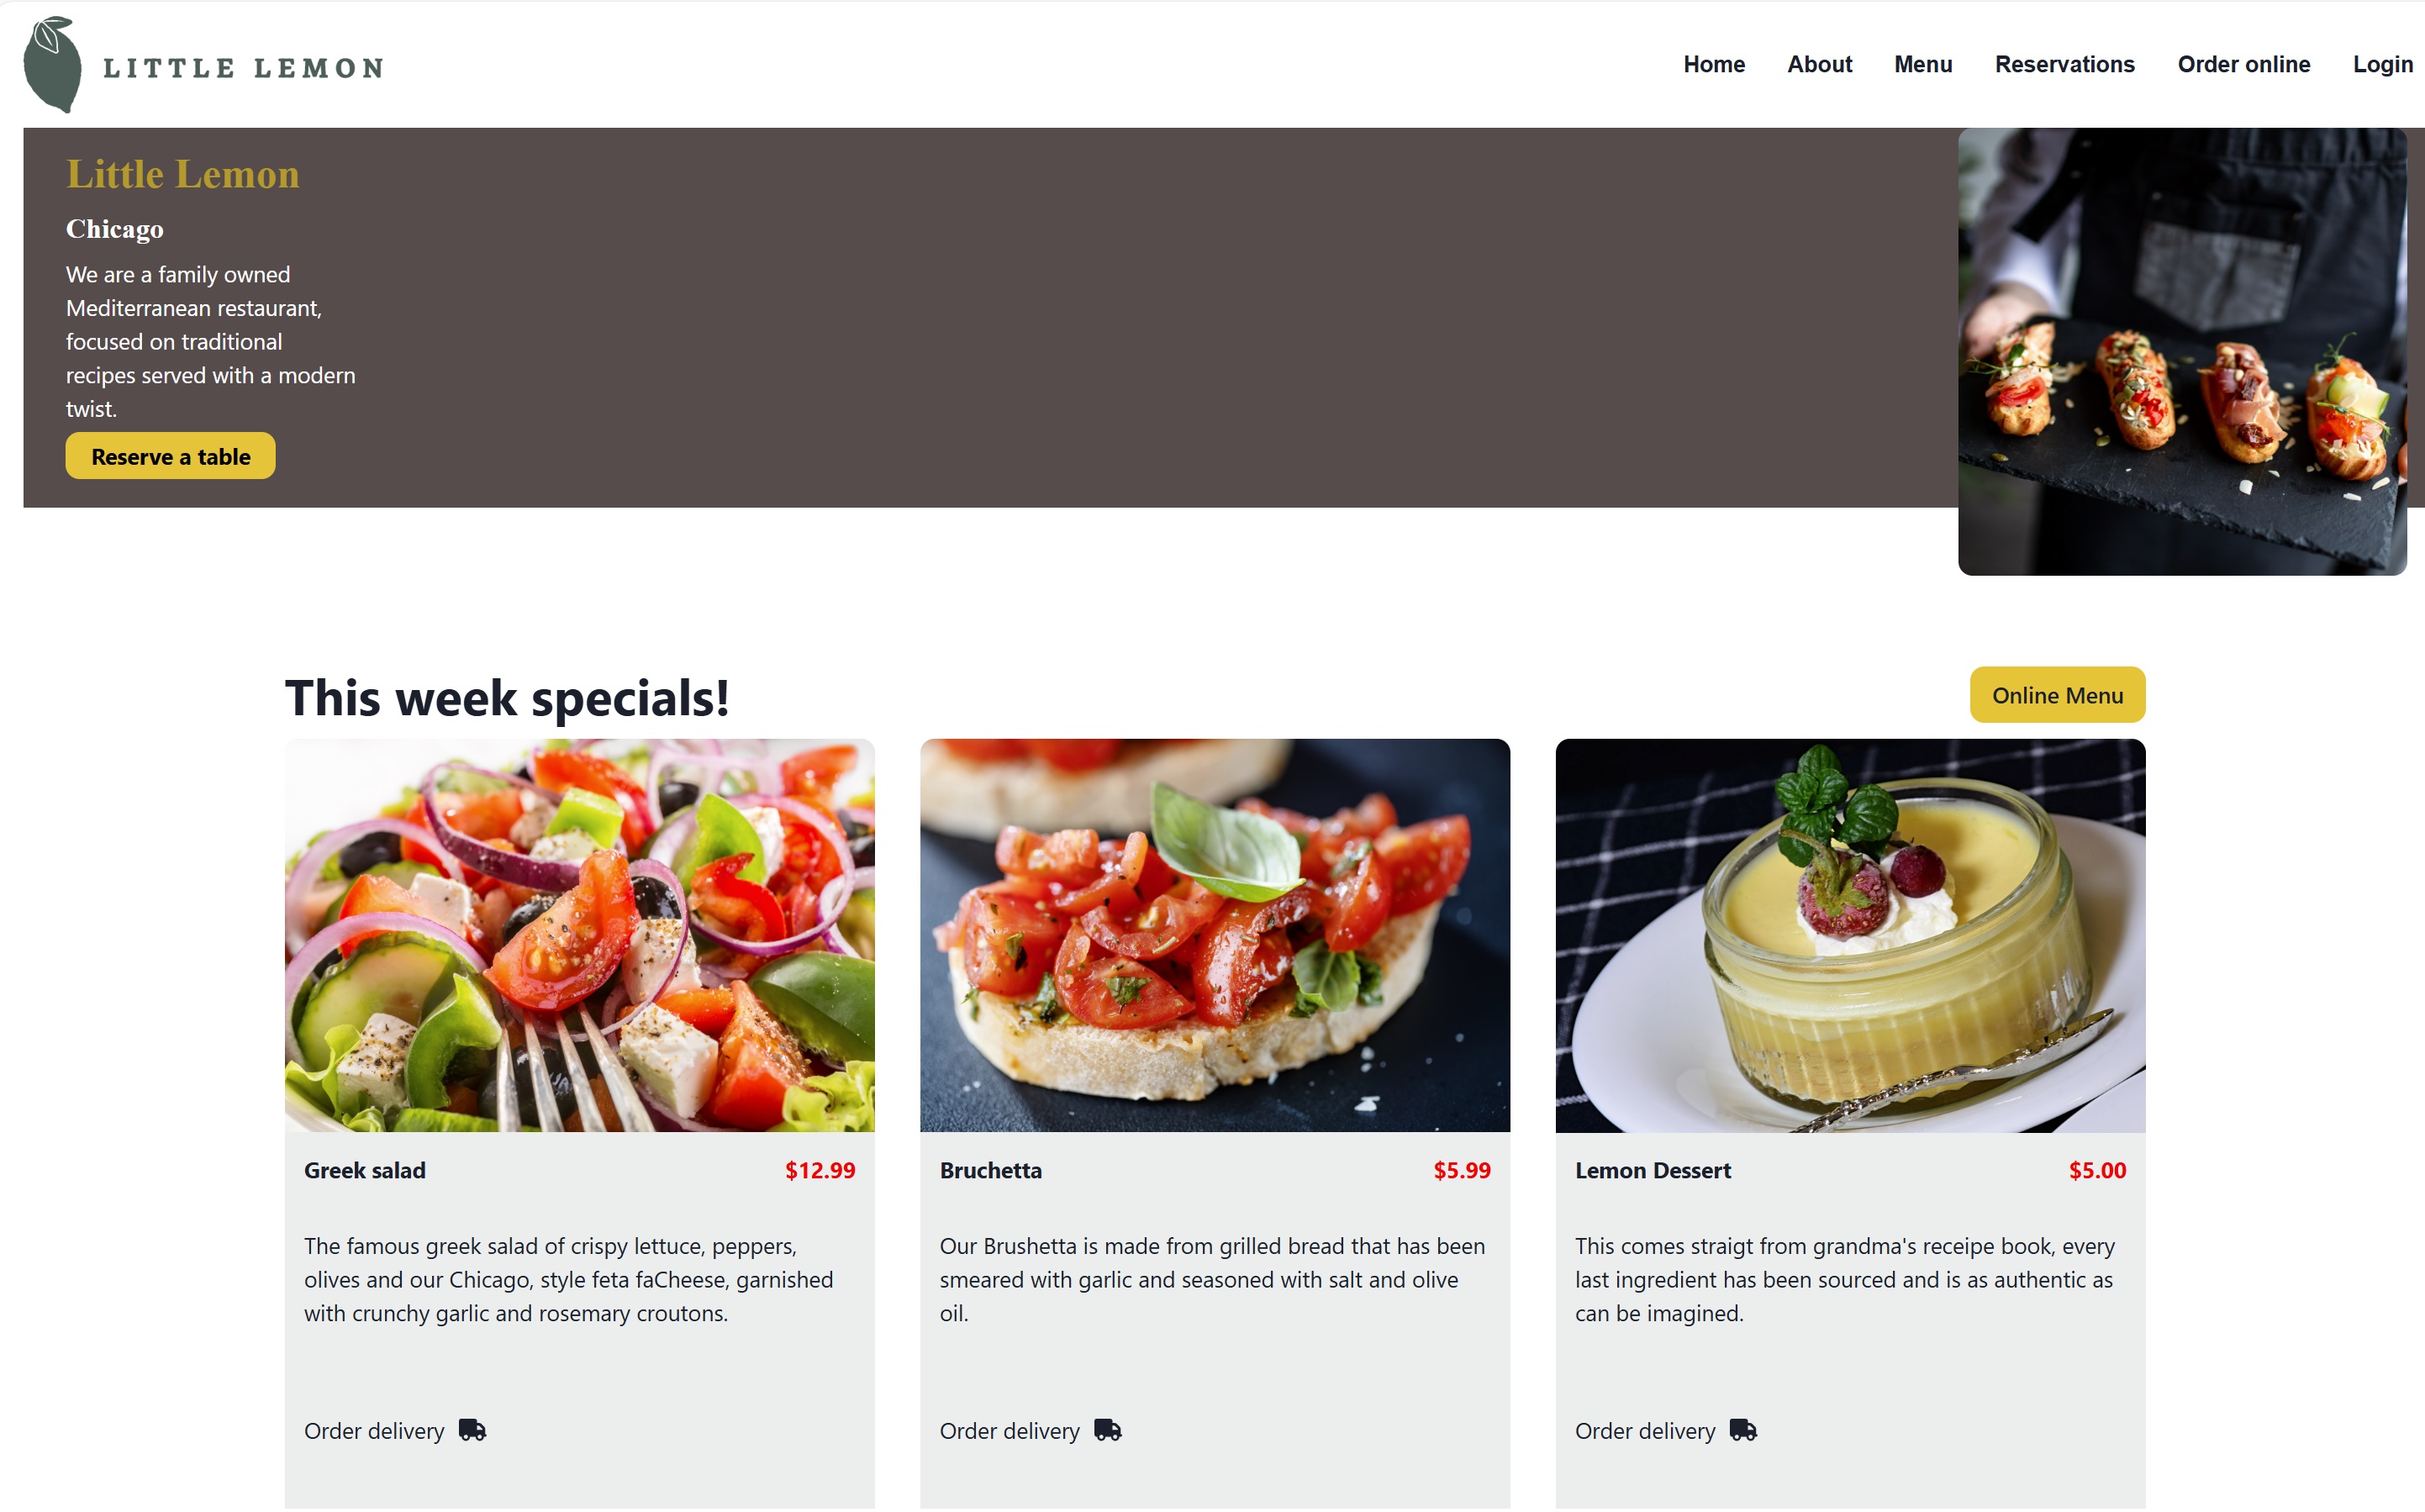 LITTLE LEMON
Home About Menu Reservations Order online Login
Little Lemon
Chicago
We are a family owned
Mediterranean restaurant,
focused on traditional
recipes served with a modern
twist.
Reserve a table
This week specials!
Online Menu
Greek salad $12.99
The famous greek salad of crispy lettuce, peppers,
olives and our Chicago, style feta faCheese, garnished
with crunchy garlic and rosemary croutons.
Order delivery
Bruchetta $5.99
Our Brushetta is made from grilled bread that has been
smeared with garlic and seasoned with salt and olive
oil.
Order delivery
Lemon Dessert $5.00
This comes straigt from grandma's receipe book, every
last ingredient has been sourced and is as authentic as
can be imagined.
Order delivery